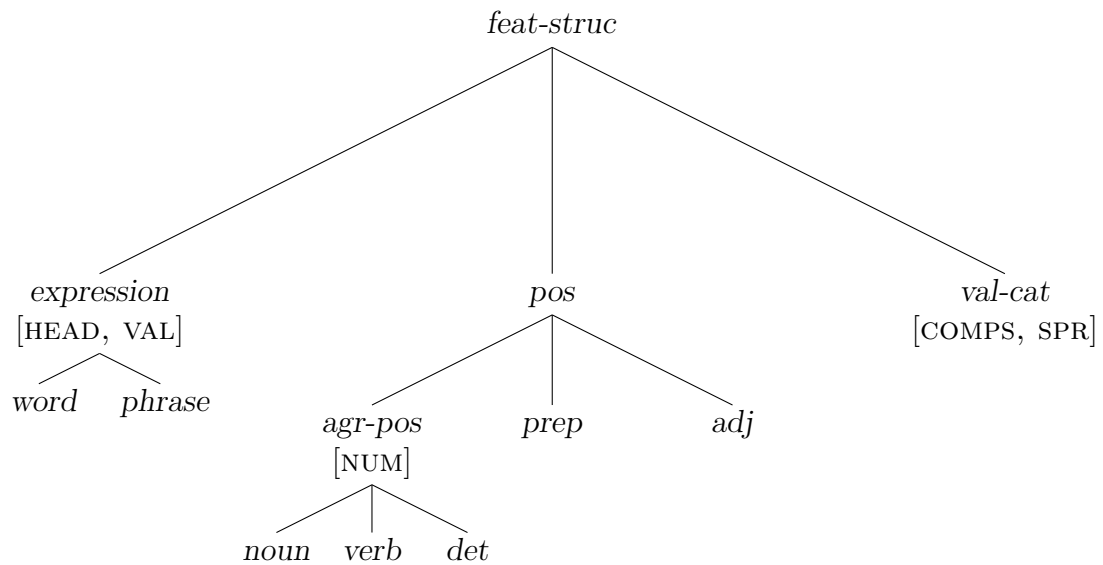 feat-struc
expression pos val-cat
[HEAD, VAL] [COMPS, SPR]
word phrase agr-pos prep adj
[NUM]
noun verb det